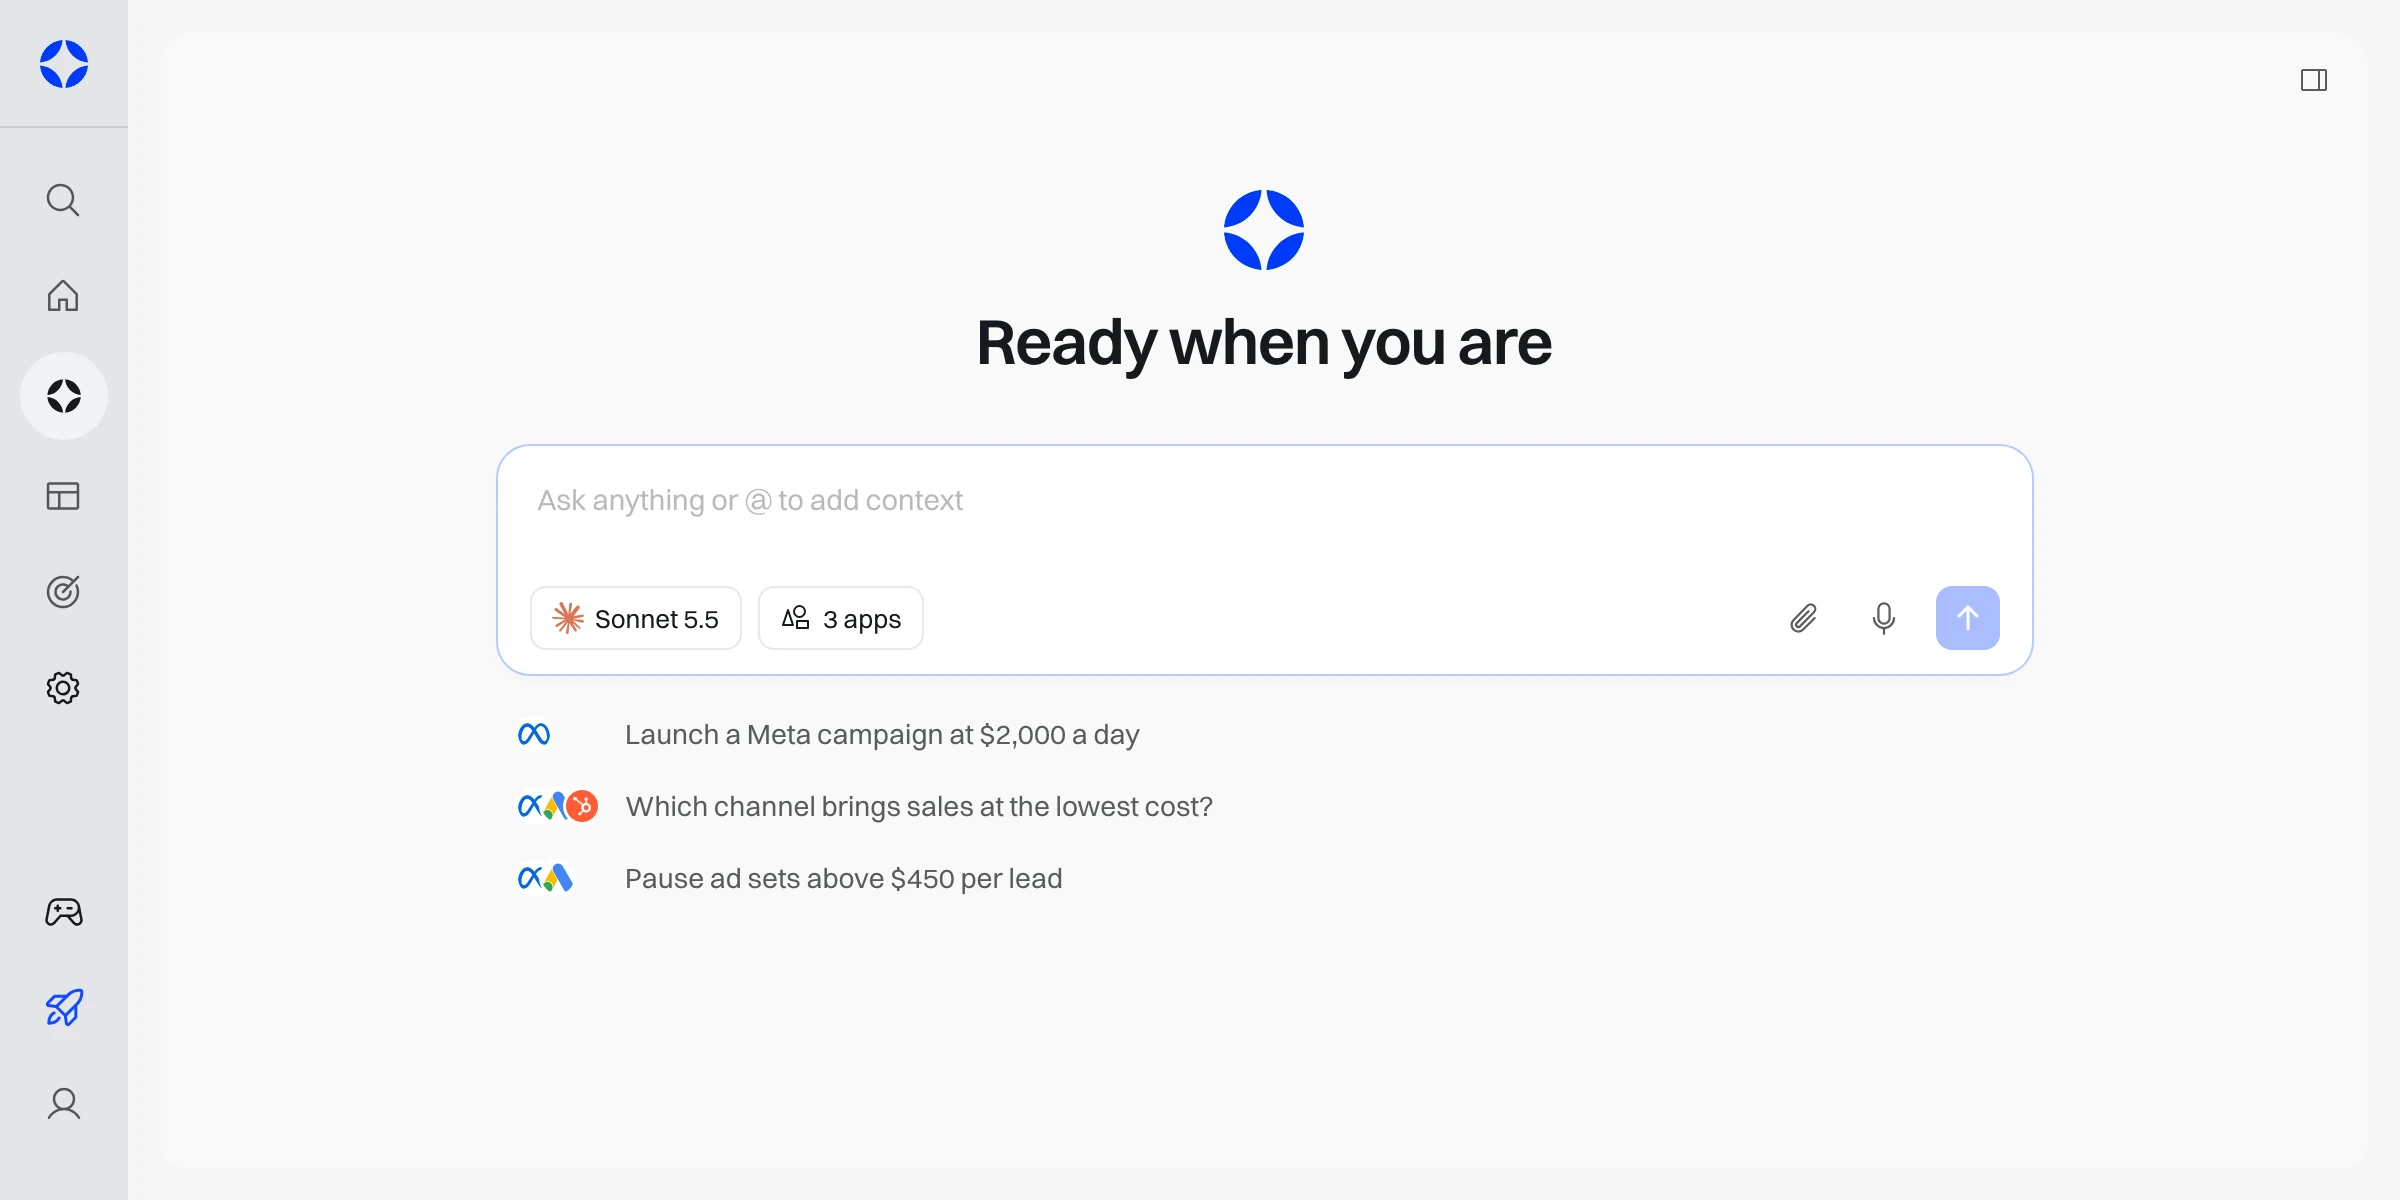 Ready when you are
Ask anything or @ to add context
Sonnet 5.5
3 apps
Launch a Meta campaign at $2,000 a day
Which channel brings sales at the lowest cost?
Pause ad sets above $450 per lead